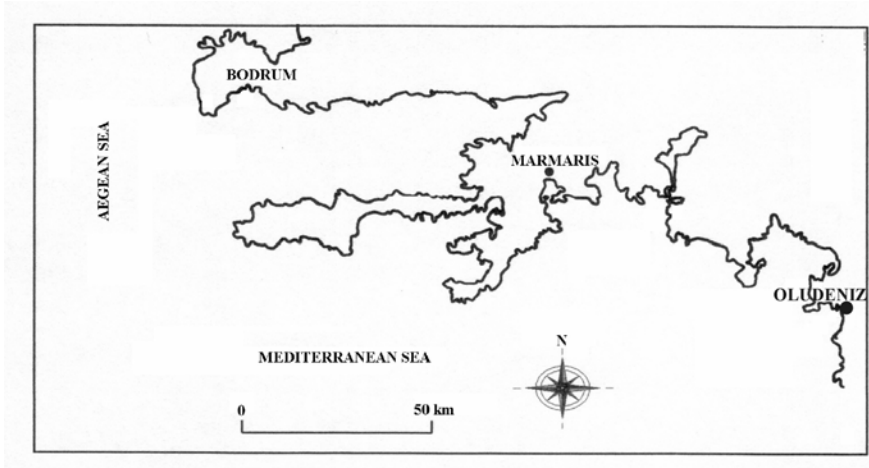 BODRUM
AEGEAN SEA
MARMARIS
OLUDENIZ
MEDITERRANEAN SEA
N
0 50 km